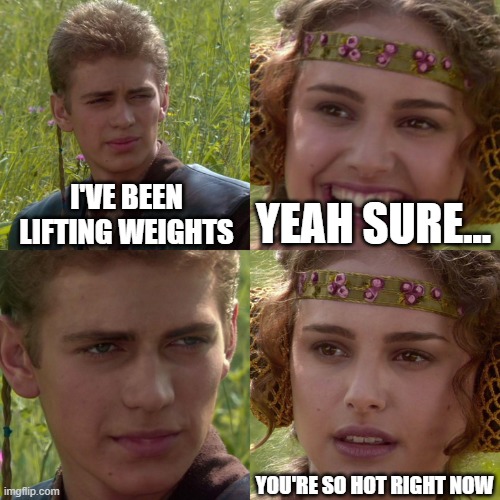 I'VE BEEN
LIFTING WEIGHTS
YEAH SURE...
YOU'RE SO HOT RIGHT NOW
imgflip.com